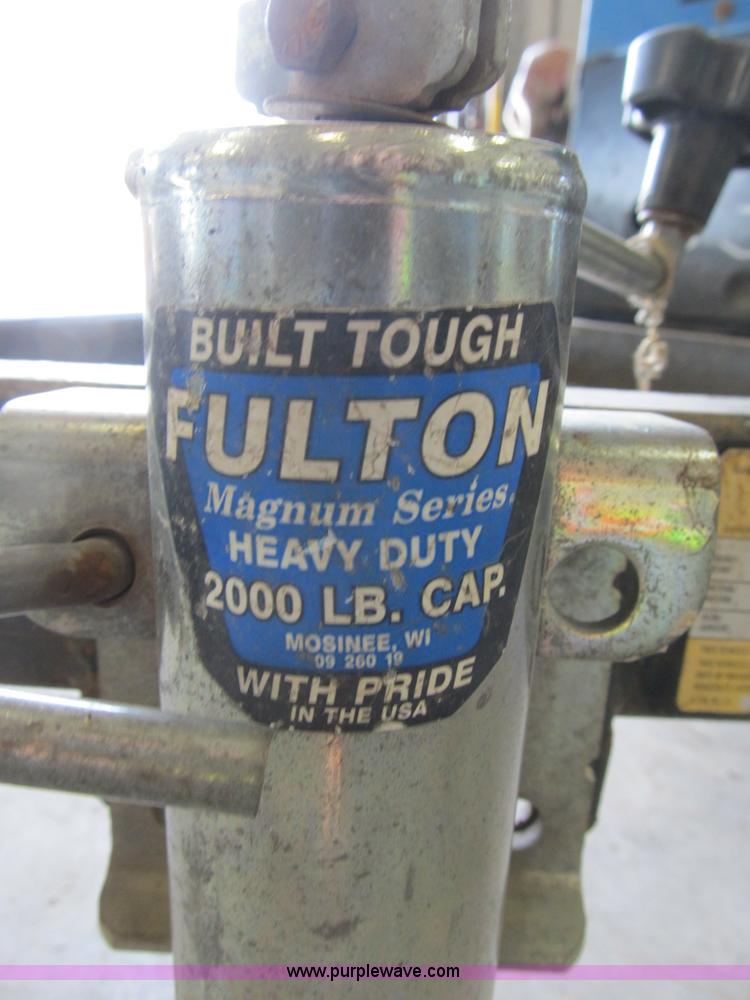 BUILT TOUGH
FULTON
Magnum Series
HEAVY DUTY
2000 LB. CAP.
MOSINEE, WI
09 260 19
WITH PRIDE
IN THE USA
www.purplewave.com